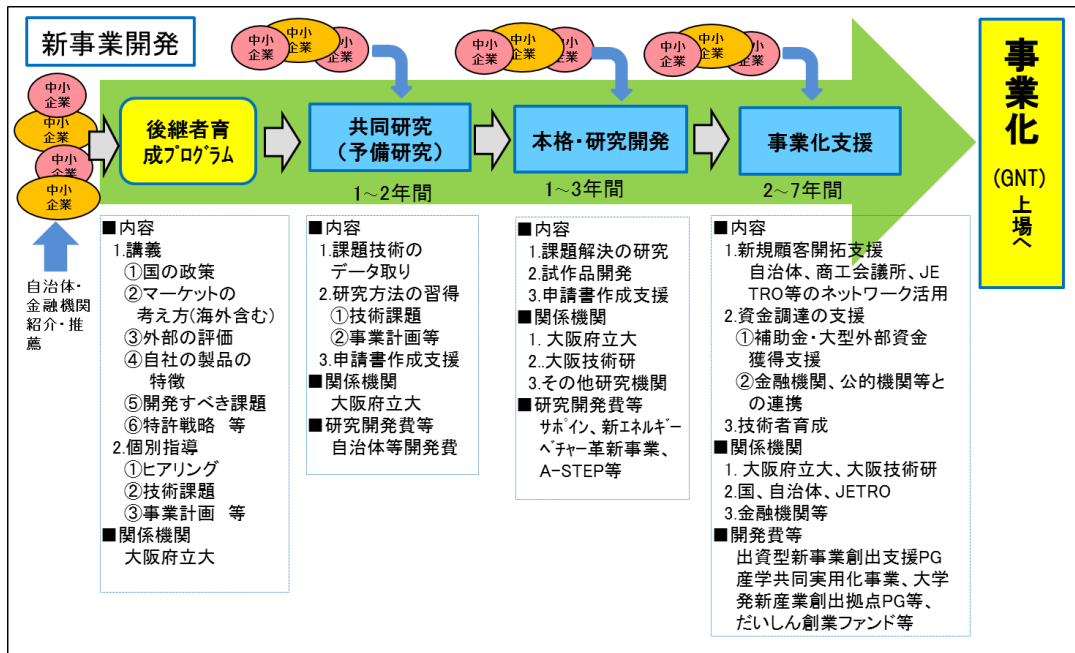 新事業開発
中小
企業
中小
企業
中小
企業
中小
企業
中小
企業
中小
企業
中小
企業
中小
企業
中小
企業
中小
企業
中小
企業
中小
企業
中小
企業
自治体・
金融機関
紹介・推
薦
後継者育
成プログラム
共同研究
(予備研究)
1～2年間
本格・研究開発
1～3年間
事業化支援
2～7年間
事業化
(GNT)
上場へ
■内容
1.講義
①国の政策
②マーケットの
考え方(海外含む)
③外部の評価
④自社の製品の
特徴
⑤開発すべき課題
⑥特許戦略 等
2.個別指導
①ヒアリング
②技術課題
③事業計画 等
■関係機関
大阪府立大
■内容
1.課題技術の
データ取り
2.研究方法の習得
①技術課題
②事業計画等
3.申請書作成支援
■関係機関
大阪府立大
■研究開発費等
自治体等開発費
■内容
1.課題解決の研究
2.試作品開発
3.申請書作成支援
■関係機関
1. 大阪府立大
2..大阪技術研
3.その他研究機関
■研究開発費等
サポイン、新エネルギー
ベチャー革新事業、
A-STEP等
■内容
1.新規顧客開拓支援
自治体、商工会議所、JE
TRO等のネットワーク活用
2.資金調達の支援
①補助金・大型外部資金
獲得支援
②金融機関、公的機関等と
の連携
3.技術者育成
■関係機関
1. 大阪府立大、大阪技術研
2.国、自治体、JETRO
3.金融機関等
■開発費等
出資型新事業創出支援PG
産学共同実用化事業、大学
発新産業創出拠点PG等、
だいしん創業ファンド等